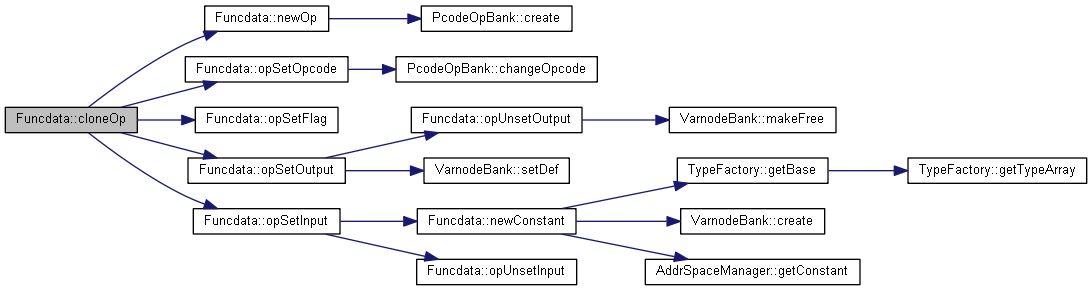 Funcdata::newOp
PcodeOpBank::create
Funcdata::opSetOpcode
PcodeOpBank::changeOpcode
Funcdata::cloneOp
Funcdata::opSetFlag
Funcdata::opUnsetOutput
VarnodeBank::makeFree
Funcdata::opSetOutput
VarnodeBank::setDef
TypeFactory::getBase
TypeFactory::getTypeArray
Funcdata::opSetInput
Funcdata::newConstant
VarnodeBank::create
Funcdata::opUnsetInput
AddrSpaceManager::getConstant